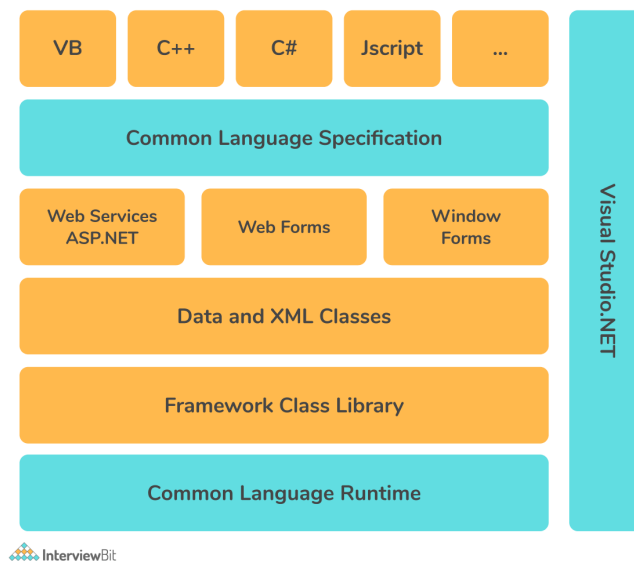 VB
C++
C#
Jscript
...
Common Language Specification
Web Services
ASP.NET
Web Forms
Window
Forms
Data and XML Classes
Framework Class Library
Common Language Runtime
Visual Studio.NET
InterviewBit